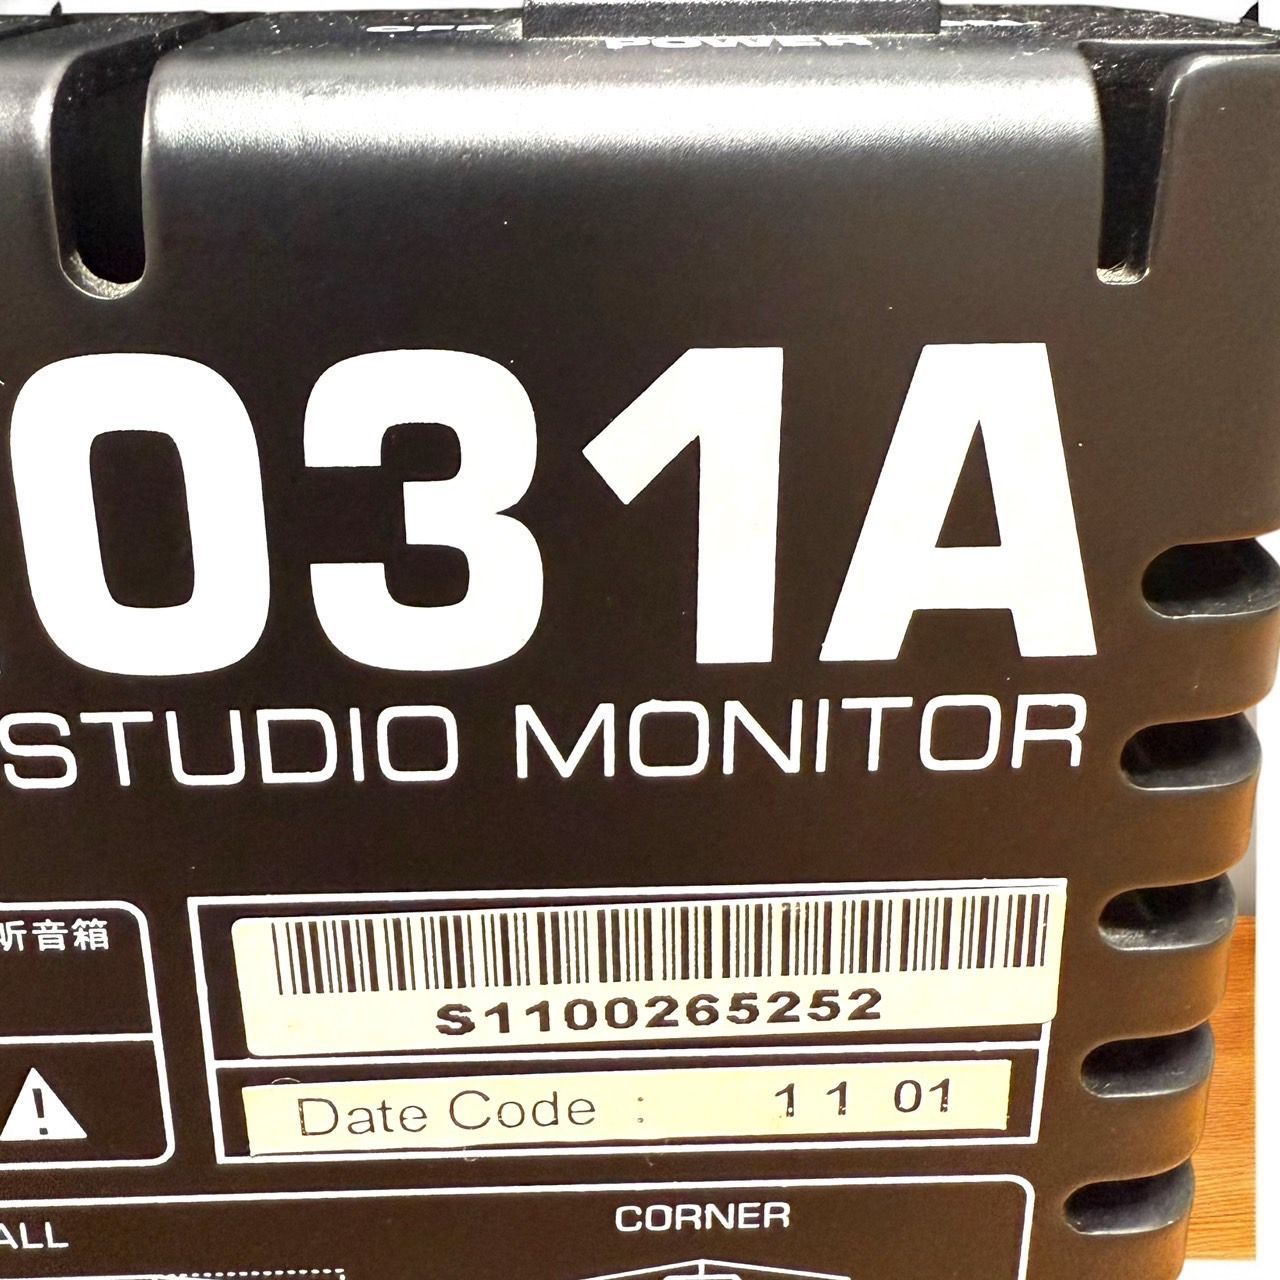 POWER
031A
STUDIO MONITOR
听音箱
S1100265252
Date Code : 11 01
ALL
CORNER